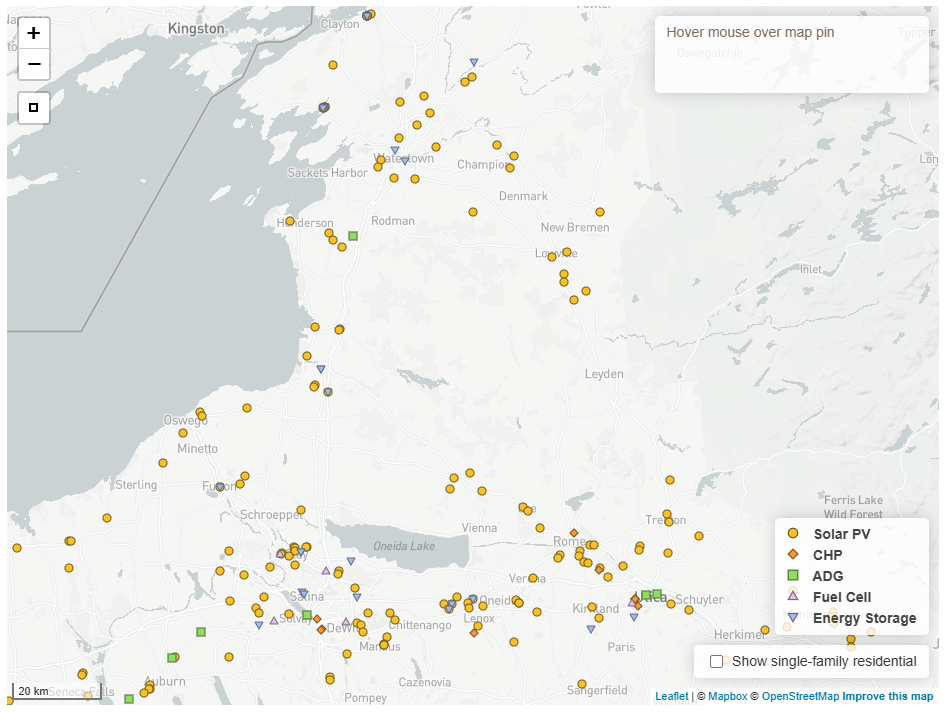 Clayton
Kingston
+
−
Hover mouse over map pin
Oswegatchie
Watertown
Champion
Sackets Harbor
Denmark
Henderson
Rodman
New Bremen
Lowville
Inlet
Leyden
Oswego
Minetto
Sterling
Fulton
Ferris Lake
Wild Forest
Schroeppel
Trenton
Vienna
Oneida Lake
Rome
Solar PV
CHP
ADG
Fuel Cell
Energy Storage
Verona
Salina
Oneida
Utica
Schuyler
Kirkland
Solvay
DeWitt
Chittenango
Lenox
Herkimer
Manlius
Paris
Show single-family residential
Auburn
Cazenovia
Sangerfield
20 km
Seneca Falls
Pompey
Leaflet | © Mapbox © OpenStreetMap Improve this map